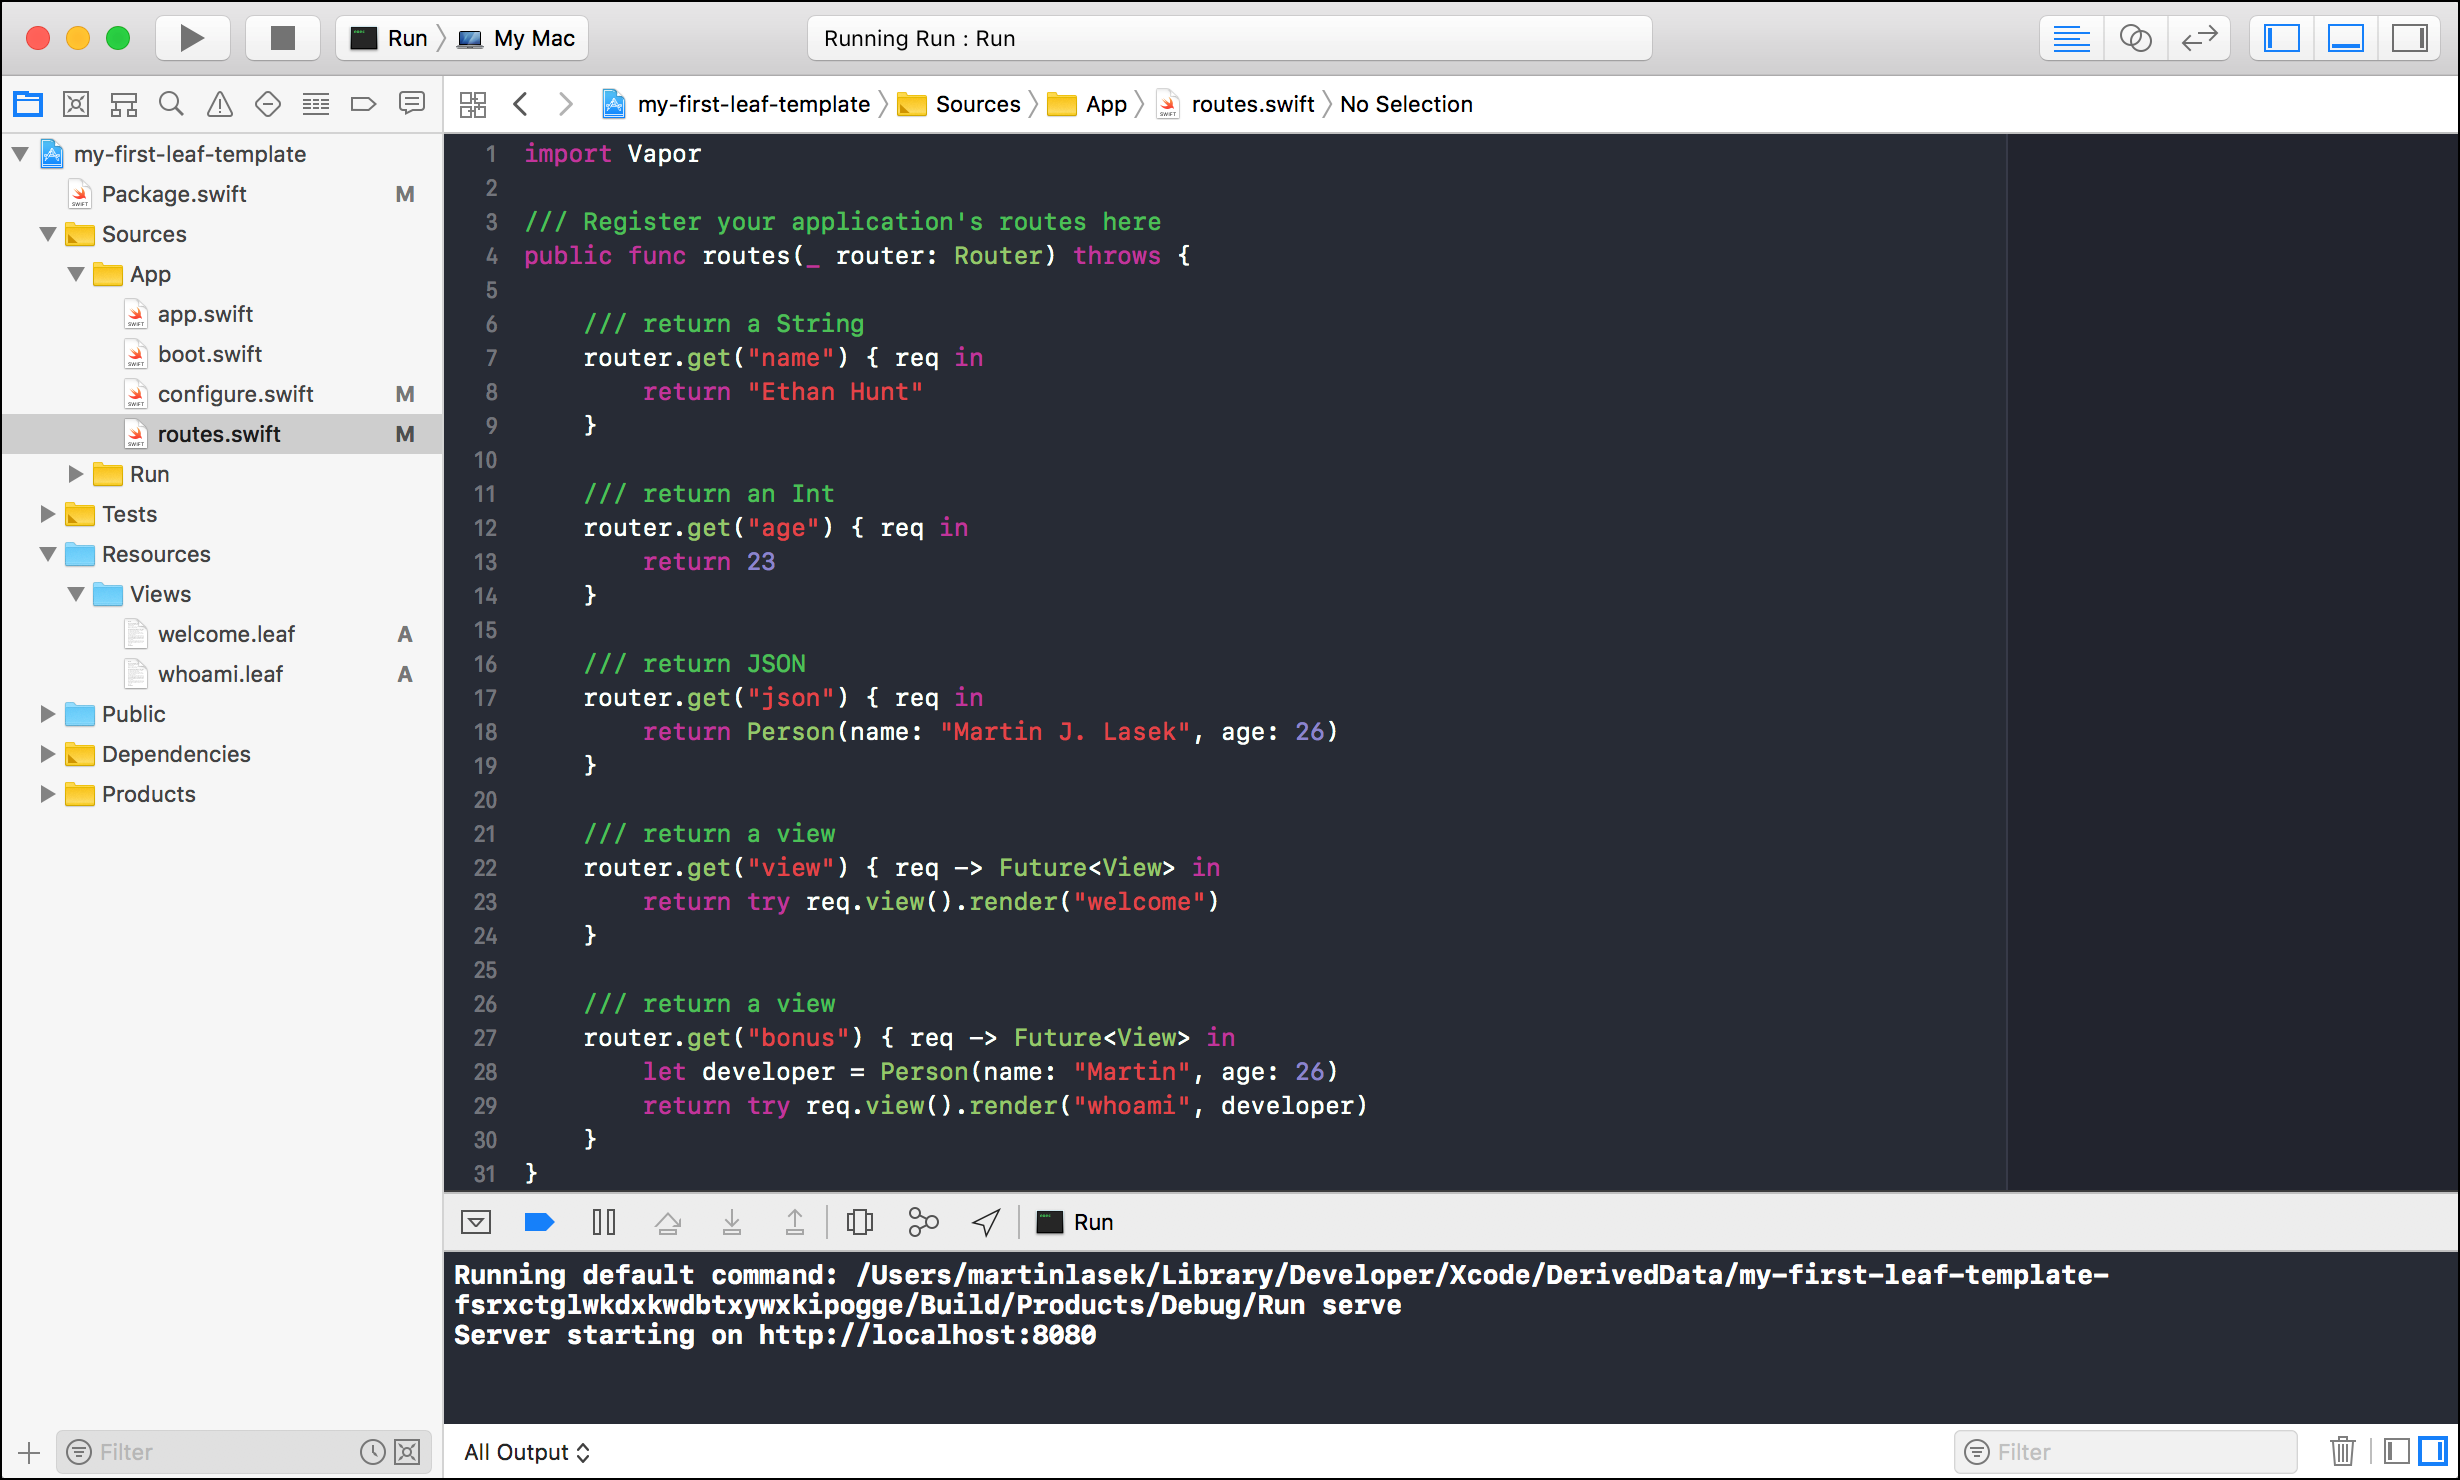 Run My Mac
Running Run : Run
my-first-leaf-template Sources App routes.swift No Selection
my-first-leaf-template
Package.swift M
Sources
App
app.swift
boot.swift
configure.swift M
routes.swift M
Run
Tests
Resources
Views
welcome.leaf A
whoami.leaf A
Public
Dependencies
Products
Filter
1 import Vapor
2
3 /// Register your application's routes here
4 public func routes(_ router: Router) throws {
5
6     /// return a String
7     router.get("name") { req in
8         return "Ethan Hunt"
9     }
10
11     /// return an Int
12     router.get("age") { req in
13         return 23
14     }
15
16     /// return JSON
17     router.get("json") { req in
18         return Person(name: "Martin J. Lasek", age: 26)
19     }
20
21     /// return a view
22     router.get("view") { req -> Future<View> in
23         return try req.view().render("welcome")
24     }
25
26     /// return a view
27     router.get("bonus") { req -> Future<View> in
28         let developer = Person(name: "Martin", age: 26)
29         return try req.view().render("whoami", developer)
30     }
31 }
Run
Running default command: /Users/martinlasek/Library/Developer/Xcode/DerivedData/my-first-leaf-template-
fsrxctglwkdxkwdbtxywxkipogge/Build/Products/Debug/Run serve
Server starting on http://localhost:8080
All Output
Filter